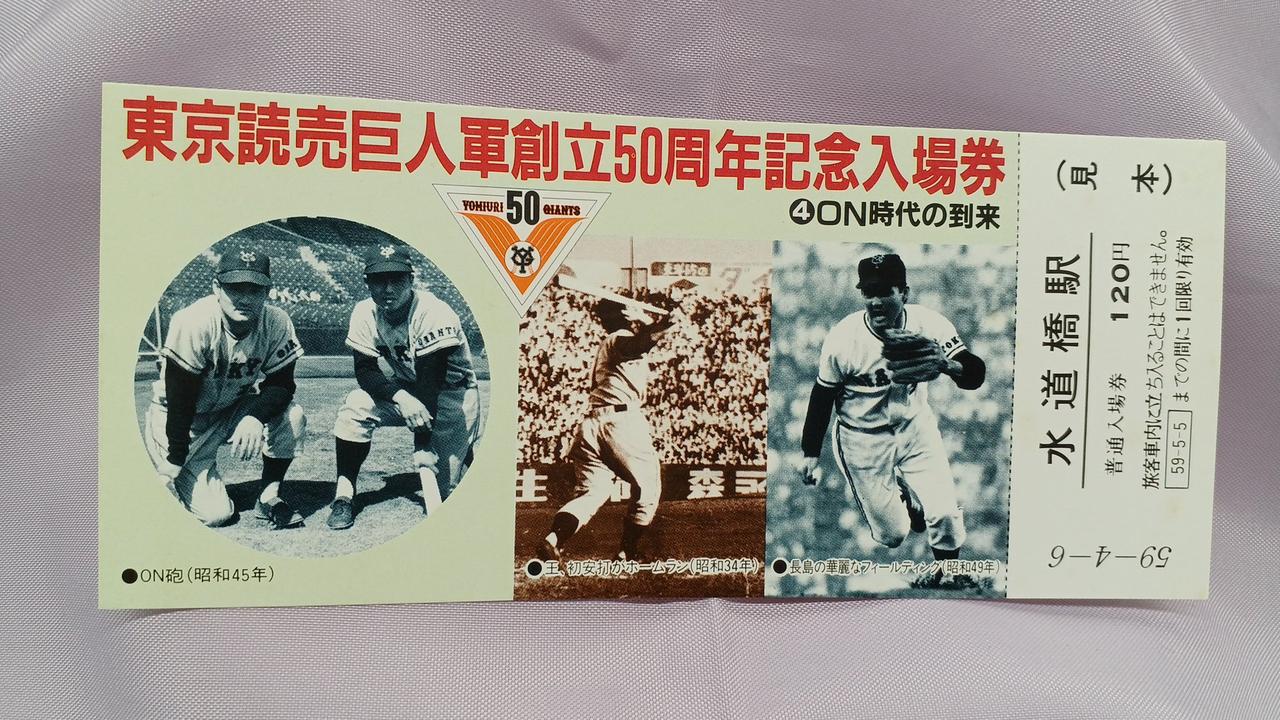 東京読売巨人軍創立50周年記念入場券
❹ON時代の到来
YOMIURI 50 GIANTS
●ON砲(昭和45年)
●王、初安打がホームラン(昭和34年)
●長島の華麗なフィールディング(昭和49年)
(見本)
水道橋駅
普通入場券 120円
旅客車内に立ち入ることはできません。
59-5-5 までの間に1回限り有効
59-4-6